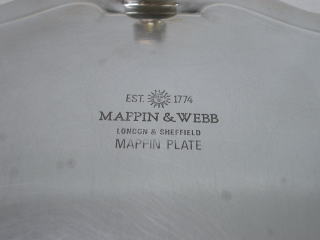 EST. 1774
MAPPIN & WEBB
LONDON & SHEFFIELD
MAPPIN PLATE